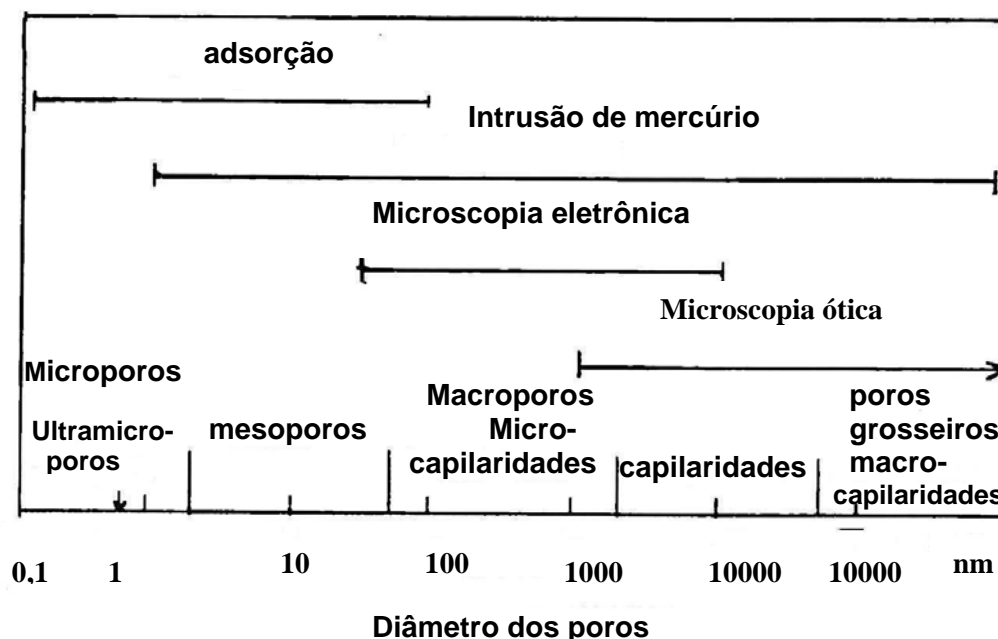 adsorção
Intrusão de mercúrio
Microscopia eletrônica
Microscopia ótica
Microporos
Ultramicro-
poros
mesoporos
Macroporos
Micro-
capilaridades
capilaridades
poros
grosseiros
macro-
capilaridades
0,1 1 10 100 1000 10000 10000 nm
Diâmetro dos poros